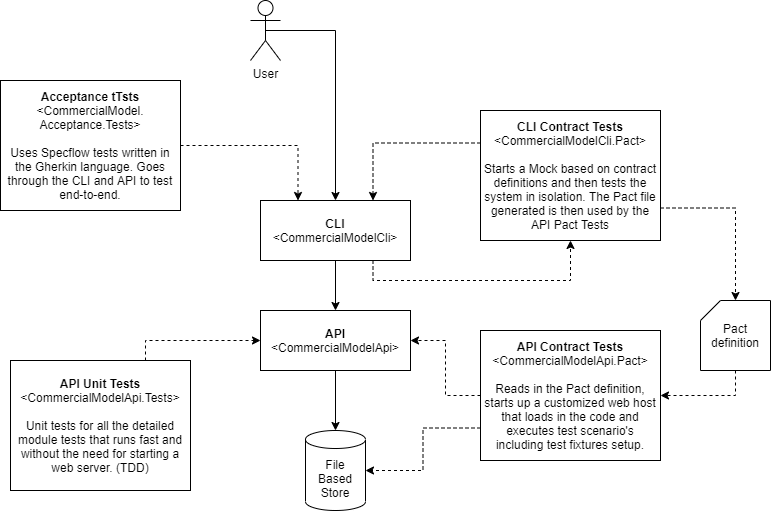 User
Acceptance tTsts
<CommercialModel.
Acceptance.Tests>
Uses Specflow tests written in
the Gherkin language. Goes
through the CLI and API to test
end-to-end.
CLI Contract Tests
<CommercialModelCli.Pact>
Starts a Mock based on contract
definitions and then tests the
system in isolation. The Pact file
generated is then used by the
API Pact Tests
CLI
<CommercialModelCli>
API
<CommercialModelApi>
Pact
definition
API Contract Tests
<CommercialModelApi.Pact>
Reads in the Pact definition,
starts up a customized web host
that loads in the code and
executes test scenario's
including test fixtures setup.
API Unit Tests
<CommercialModelApi.Tests>
Unit tests for all the detailed
module tests that runs fast and
without the need for starting a
web server. (TDD)
File
Based
Store